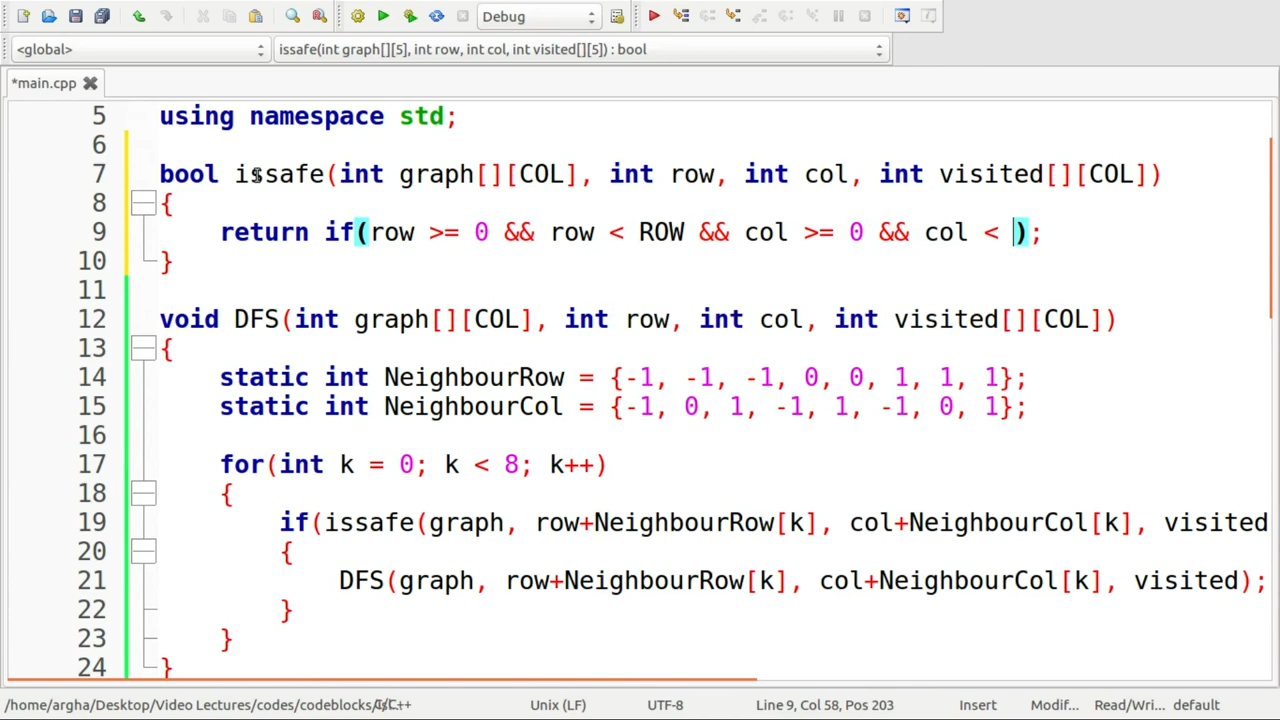 Debug
<global>
issafe(int graph[][5], int row, int col, int visited[][5]) : bool
*main.cpp
5 using namespace std;
6
7 bool issafe(int graph[][COL], int row, int col, int visited[][COL])
8 {
9 return if(row >= 0 && row < ROW && col >= 0 && col < );
10 }
11
12 void DFS(int graph[][COL], int row, int col, int visited[][COL])
13 {
14 static int NeighbourRow = {-1, -1, -1, 0, 0, 1, 1, 1};
15 static int NeighbourCol = {-1, 0, 1, -1, 1, -1, 0, 1};
16
17 for(int k = 0; k < 8; k++)
18 {
19 if(issafe(graph, row+NeighbourRow[k], col+NeighbourCol[k], visited
20 {
21 DFS(graph, row+NeighbourRow[k], col+NeighbourCol[k], visited);
22 }
23 }
24 }
/home/argha/Desktop/Video Lectures/codes/codeblocks/ C/C++ Unix (LF) UTF-8 Line 9, Col 58, Pos 203 Insert Modif... Read/Wri... default